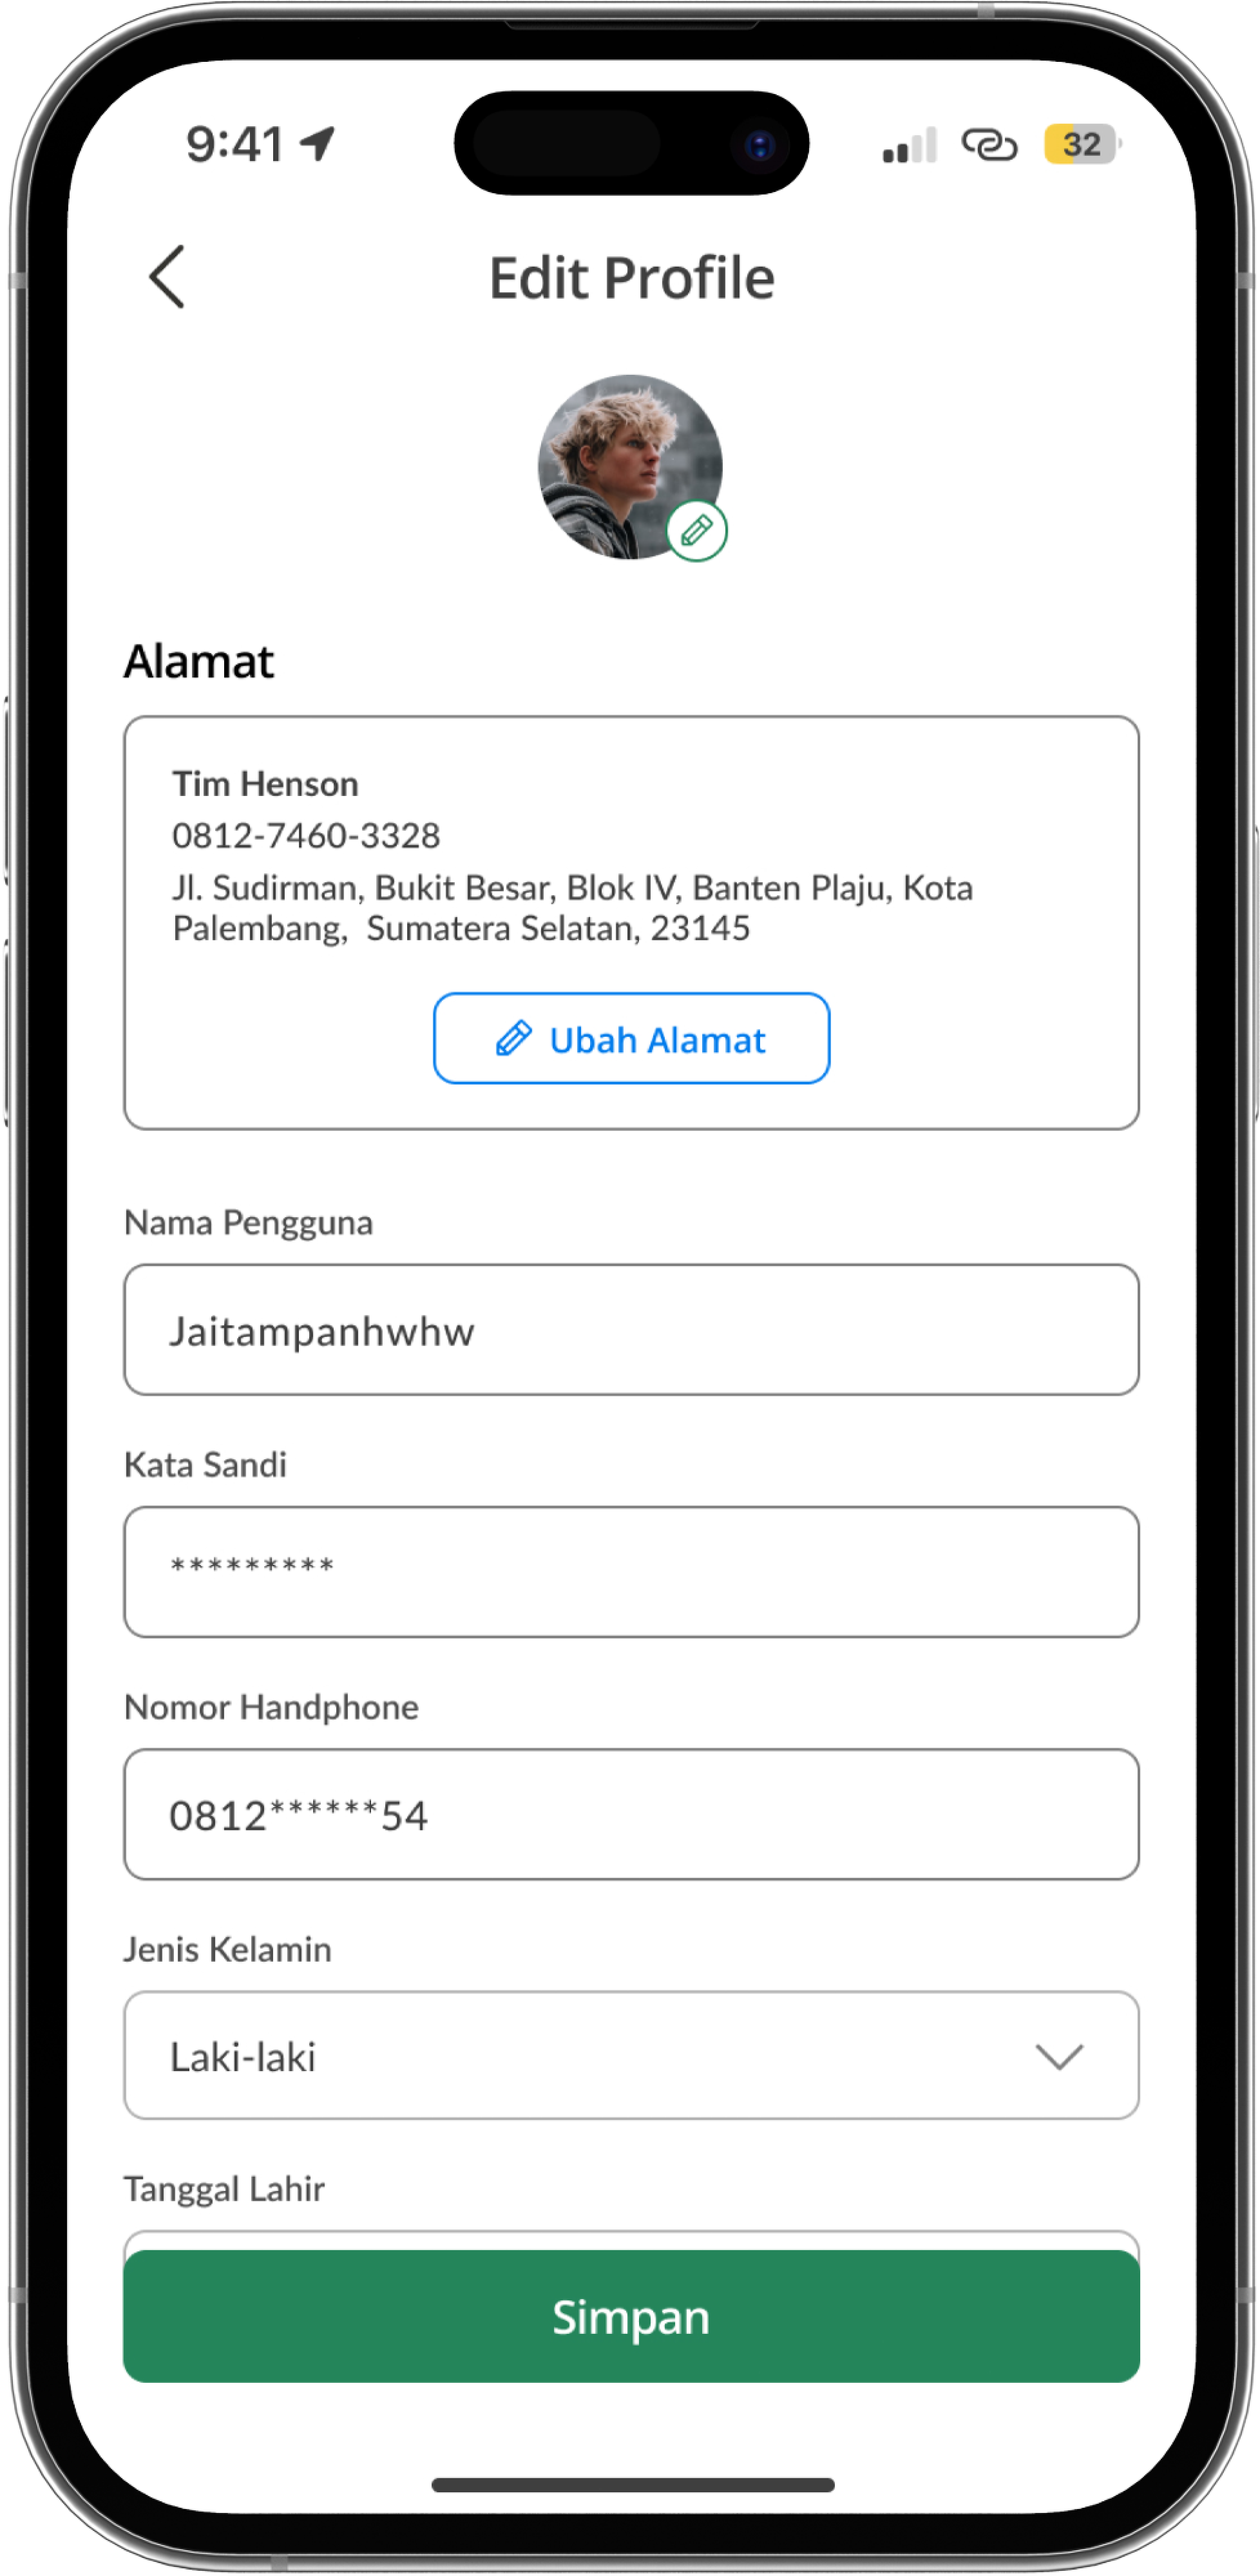 9:41
32
Edit Profile
Alamat
Tim Henson
0812-7460-3328
Jl. Sudirman, Bukit Besar, Blok IV, Banten Plaju, Kota
Palembang,  Sumatera Selatan, 23145
Ubah Alamat
Nama Pengguna
Jaitampanhwhw
Kata Sandi
*********
Nomor Handphone
0812******54
Jenis Kelamin
Laki-laki
Tanggal Lahir
Simpan